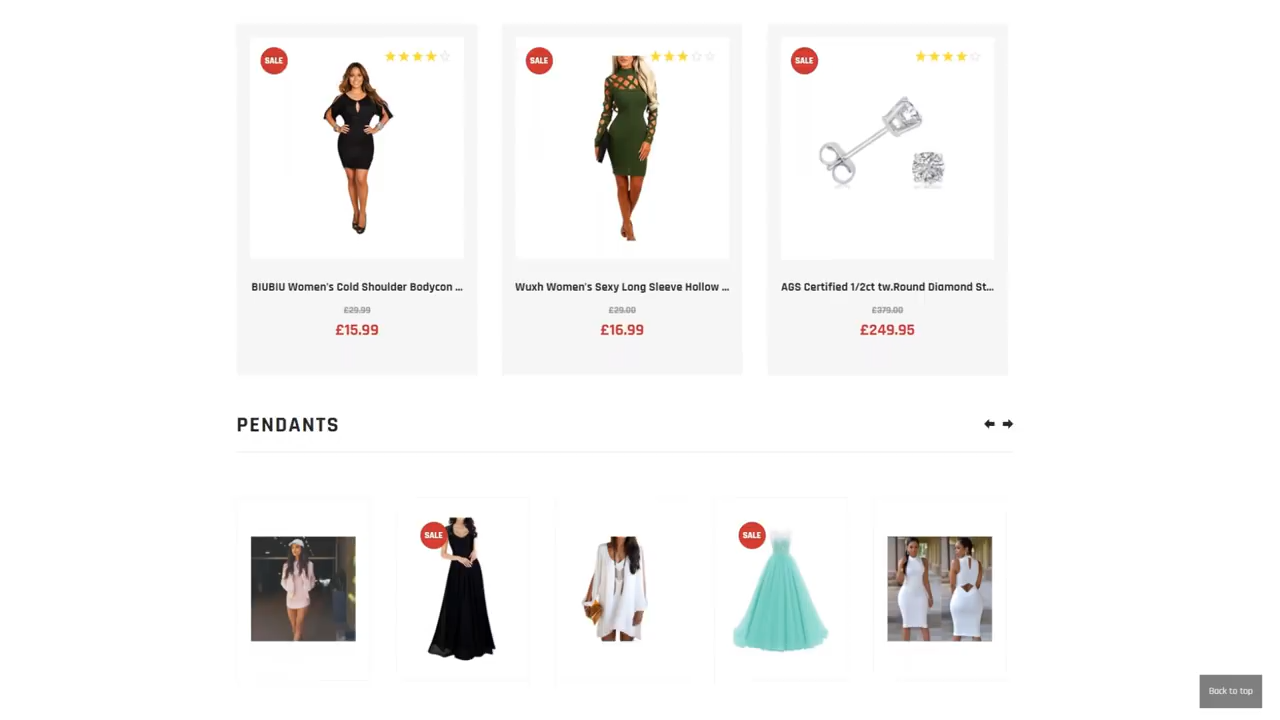 SALE
SALE
SALE
BIUBIU Women's Cold Shoulder Bodycon ...
Wuxh Women's Sexy Long Sleeve Hollow ...
AGS Certified 1/2ct tw.Round Diamond St...
£29.99
£29.00
£379.00
£15.99
£16.99
£249.95
PENDANTS
SALE
SALE
Back to top